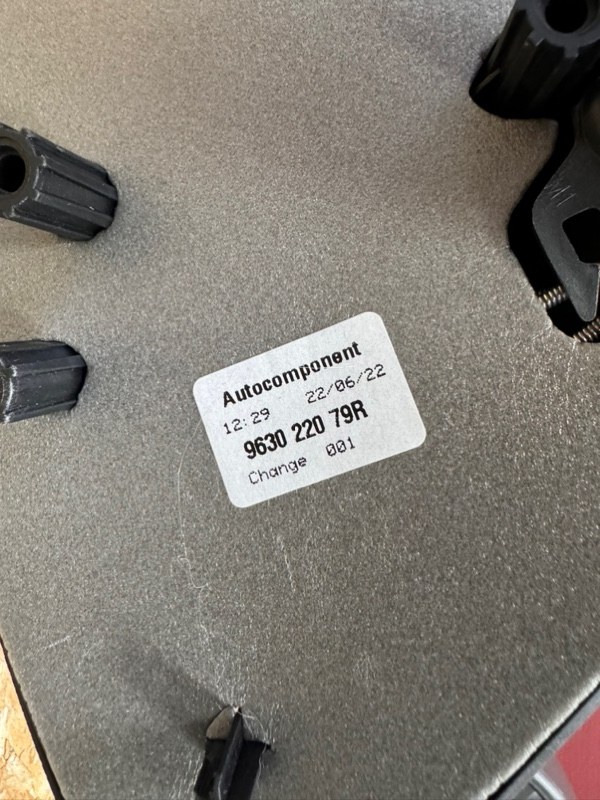 Autocomponent
12:29 22/06/22
9630 220 79R
Change 001